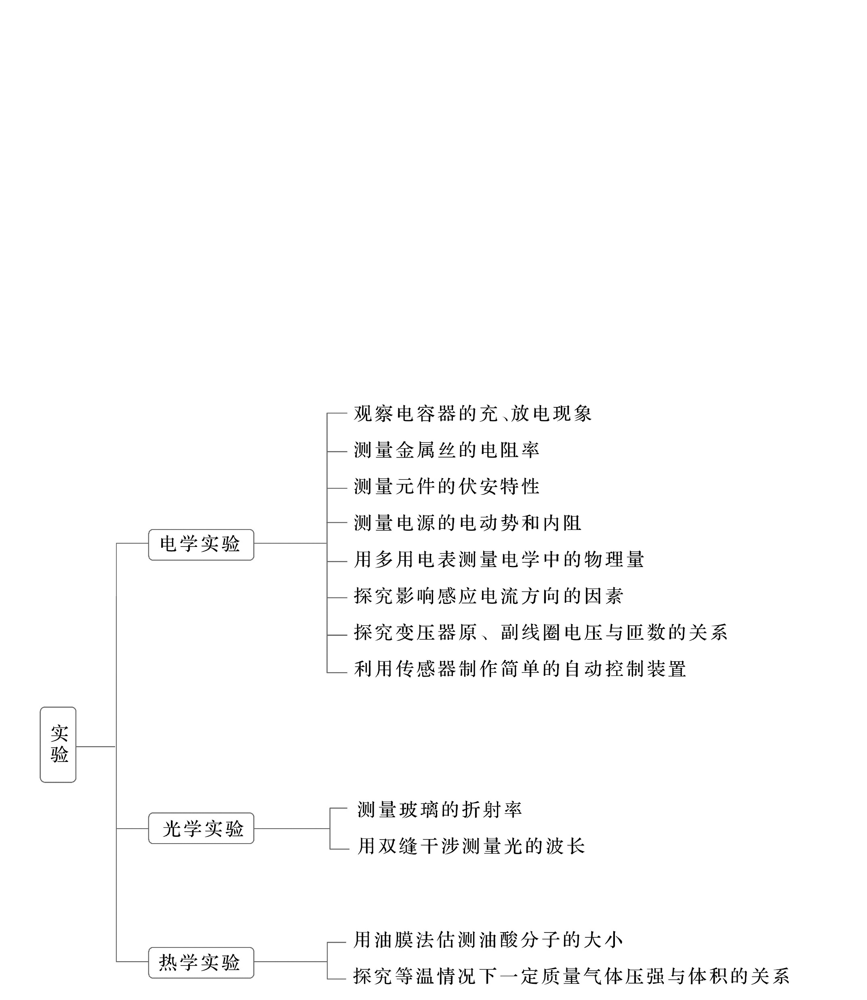 实验
电学实验
观察电容器的充、放电现象
测量金属丝的电阻率
测量元件的伏安特性
测量电源的电动势和内阻
用多用电表测量电学中的物理量
探究影响感应电流方向的因素
探究变压器原、副线圈电压与匝数的关系
利用传感器制作简单的自动控制装置
光学实验
测量玻璃的折射率
用双缝干涉测量光的波长
热学实验
用油膜法估测油酸分子的大小
探究等温情况下一定质量气体压强与体积的关系